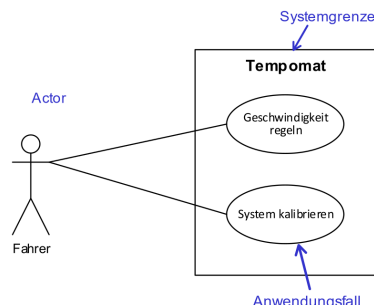 Systemgrenze
Tempomat
Actor
Geschwindigkeit
regeln
System kalibrieren
Fahrer
Anwendungsfall